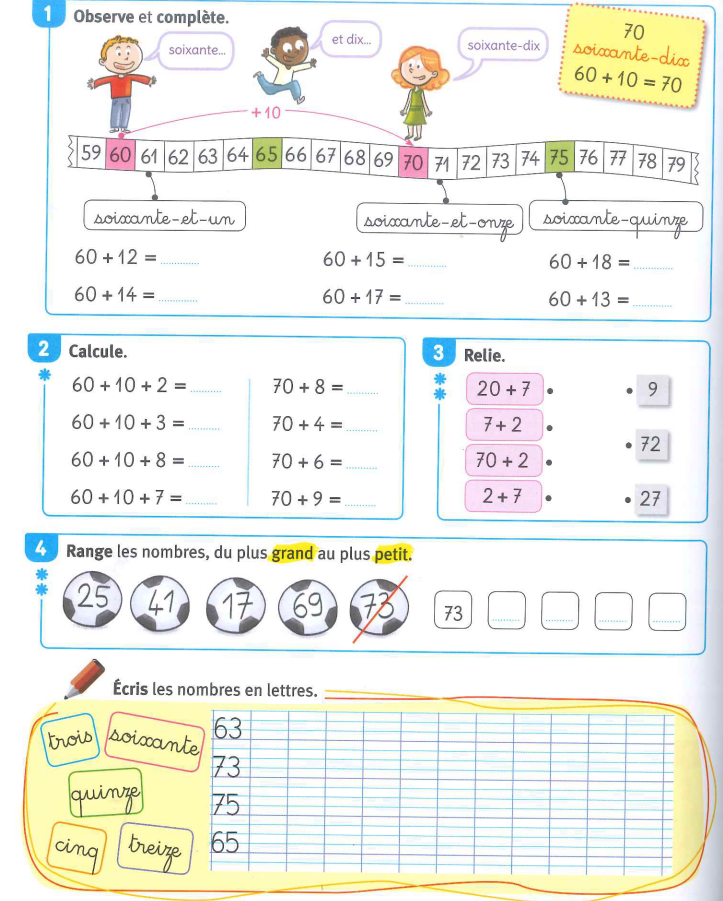 1 Observe et complète.
soixante...
et dix...
soixante-dix
70
soixante-dix
60 + 10 = 70
+10
59 60 61 62 63 64 65 66 67 68 69 70 71 72 73 74 75 76 77 78 79
soixante-et-un
soixante-et-onze
soixante-quinze
60 + 12 = ............ 60 + 15 = ............ 60 + 18 = ............
60 + 14 = ............ 60 + 17 = ............ 60 + 13 = ............
2 Calcule.
60 + 10 + 2 = ......... 70 + 8 = .........
60 + 10 + 3 = ......... 70 + 4 = .........
60 + 10 + 8 = ......... 70 + 6 = .........
60 + 10 + 7 = ......... 70 + 9 = .........
3 Relie.
20 + 7 • • 9
7 + 2 •
• 72
70 + 2 •
2 + 7 • • 27
4 Range les nombres, du plus grand au plus petit.
25 41 17 69 73 73 ......... ......... ......... .........
Écris les nombres en lettres.
trois soixante
quinze
cinq treize
63
73
75
65